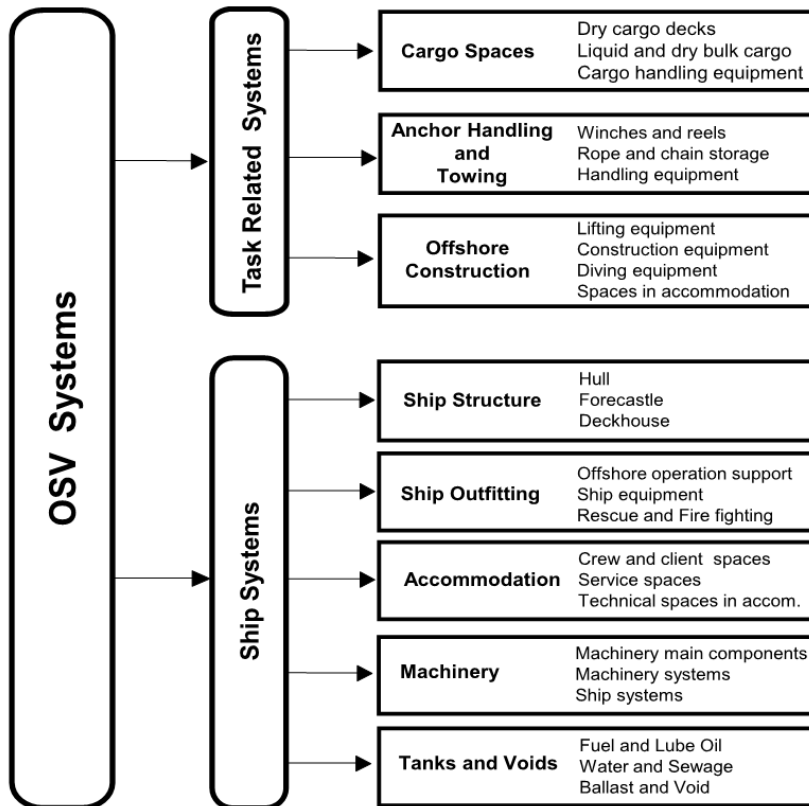 OSV Systems
Task Related Systems
Cargo Spaces
Dry cargo decks
Liquid and dry bulk cargo
Cargo handling equipment
Anchor Handling
and
Towing
Winches and reels
Rope and chain storage
Handling equipment
Offshore
Construction
Lifting equipment
Construction equipment
Diving equipment
Spaces in accommodation
Ship Systems
Ship Structure
Hull
Forecastle
Deckhouse
Ship Outfitting
Offshore operation support
Ship equipment
Rescue and Fire fighting
Accommodation
Crew and client spaces
Service spaces
Technical spaces in accom.
Machinery
Machinery main components
Machinery systems
Ship systems
Tanks and Voids
Fuel and Lube Oil
Water and Sewage
Ballast and Void